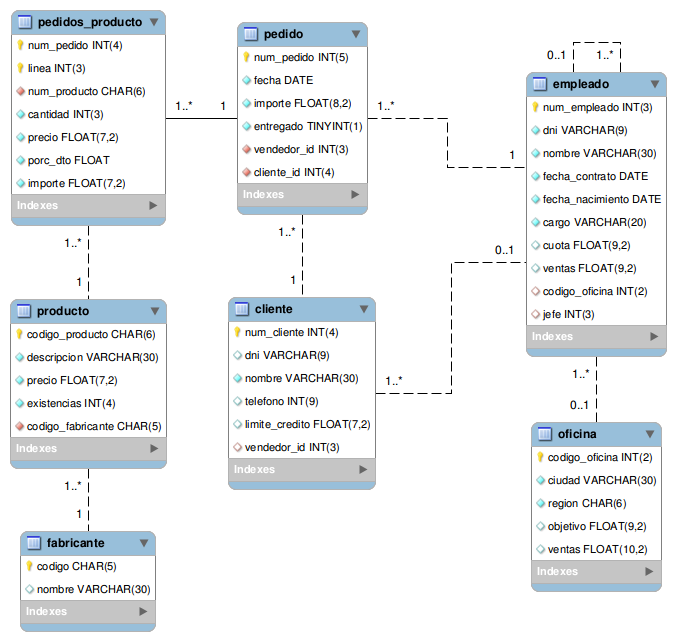 pedidos_producto
num_pedido INT(4)
linea INT(3)
num_producto CHAR(6)
cantidad INT(3)
precio FLOAT(7,2)
porc_dto FLOAT
importe FLOAT(7,2)
Indexes
1..*
1
pedido
num_pedido INT(5)
fecha DATE
importe FLOAT(8,2)
entregado TINYINT(1)
vendedor_id INT(3)
cliente_id INT(4)
Indexes
1..*
1
0..1
1..*
empleado
num_empleado INT(3)
dni VARCHAR(9)
nombre VARCHAR(30)
fecha_contrato DATE
fecha_nacimiento DATE
cargo VARCHAR(20)
cuota FLOAT(9,2)
ventas FLOAT(9,2)
codigo_oficina INT(2)
jefe INT(3)
Indexes
1..*
1
1..*
1
0..1
producto
codigo_producto CHAR(6)
descripcion VARCHAR(30)
precio FLOAT(7,2)
existencias INT(4)
codigo_fabricante CHAR(5)
Indexes
cliente
num_cliente INT(4)
dni VARCHAR(9)
nombre VARCHAR(30)
telefono INT(9)
limite_credito FLOAT(7,2)
vendedor_id INT(3)
Indexes
1..*
1..*
0..1
oficina
codigo_oficina INT(2)
ciudad VARCHAR(30)
region CHAR(6)
objetivo FLOAT(9,2)
ventas FLOAT(10,2)
Indexes
1..*
1
fabricante
codigo CHAR(5)
nombre VARCHAR(30)
Indexes